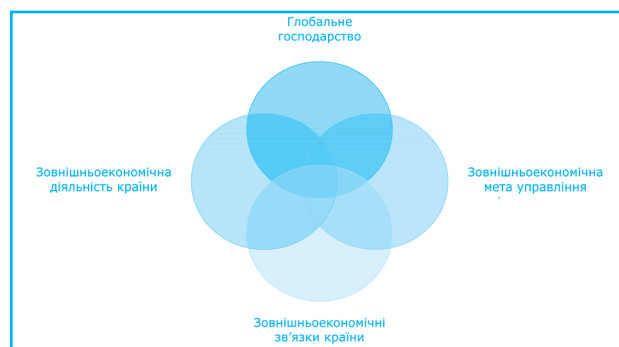 Глобальне
господарство
Зовнішньоекономічна
діяльність країни
Зовнішньоекономічна
мета управління
Зовнішньоекономічні
зв’язки країни